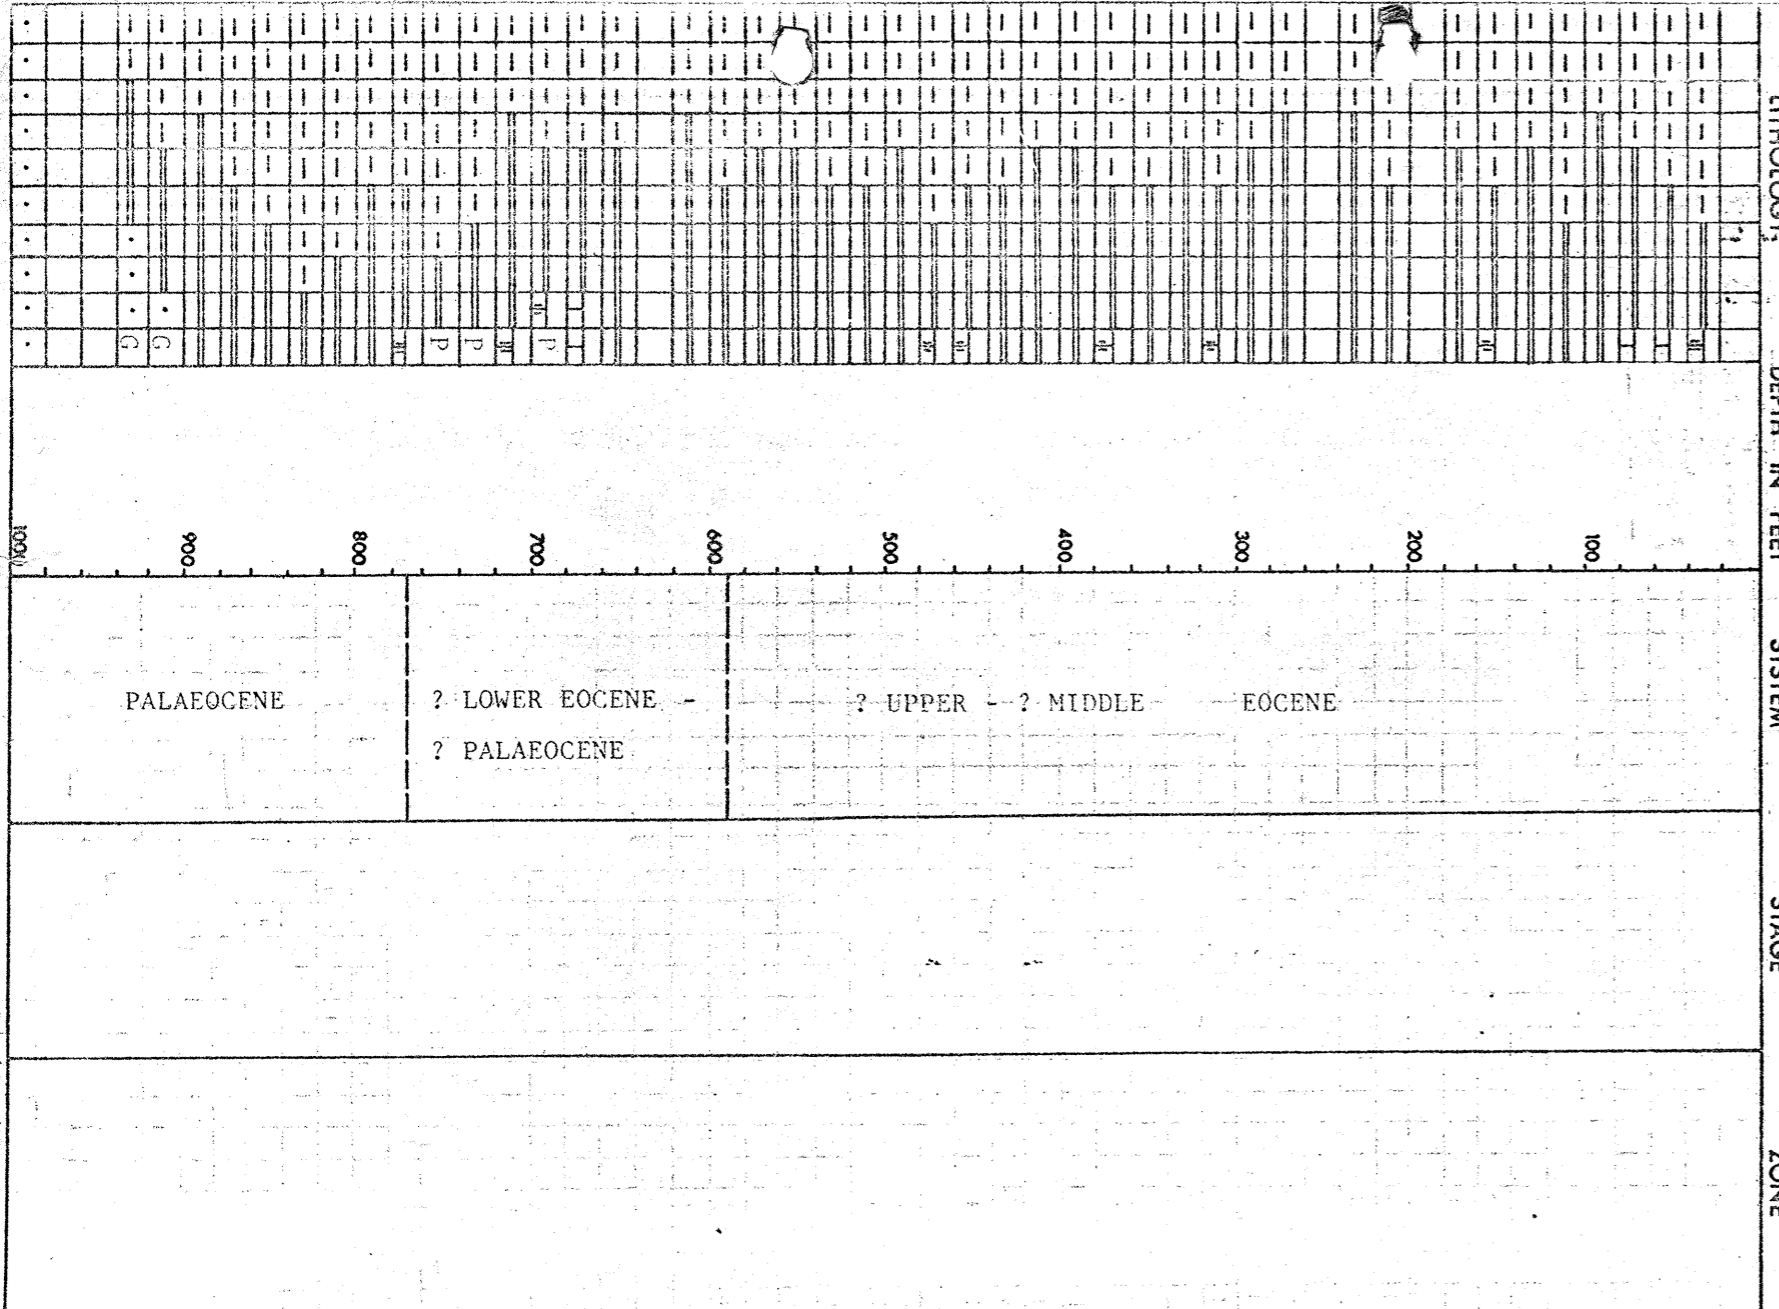 LITHOLOGY
DEPTH IN FEET
SYSTEM
STAGE
ZONE
G G P P P
1000 900 800 700 600 500 400 300 200 100
PALAEOCENE
? LOWER EOCENE -
? PALAEOCENE
? UPPER - ? MIDDLE EOCENE